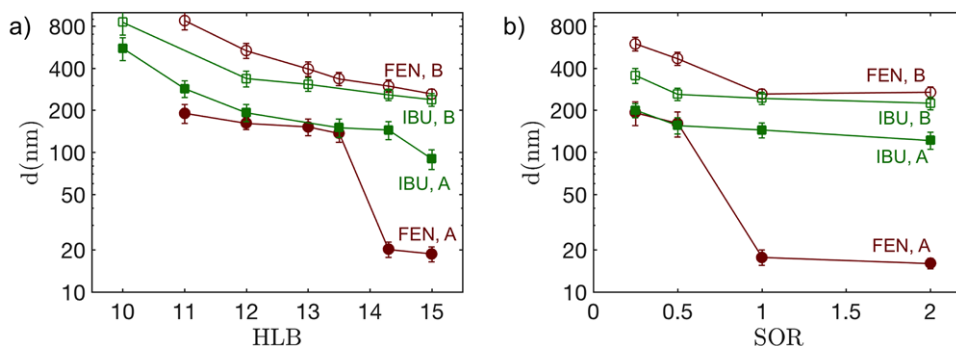 a)
800
400
200
100
50
20
10
d(nm)
10 11 12 13 14 15
HLB
FEN, B
IBU, B
IBU, A
FEN, A
b)
800
400
200
100
50
20
10
d(nm)
0 0.5 1 1.5 2
SOR
FEN, B
IBU, B
IBU, A
FEN, A